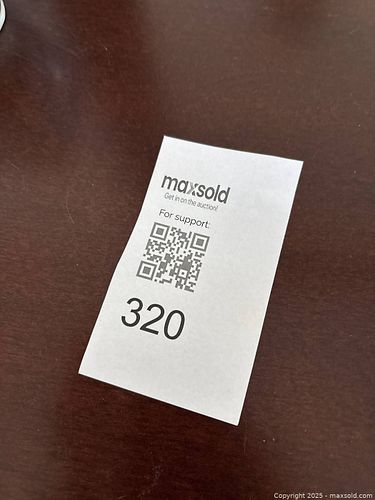 maxsold
Get in on the auction!
For support:
320
Copyright 2025 - maxsold.com